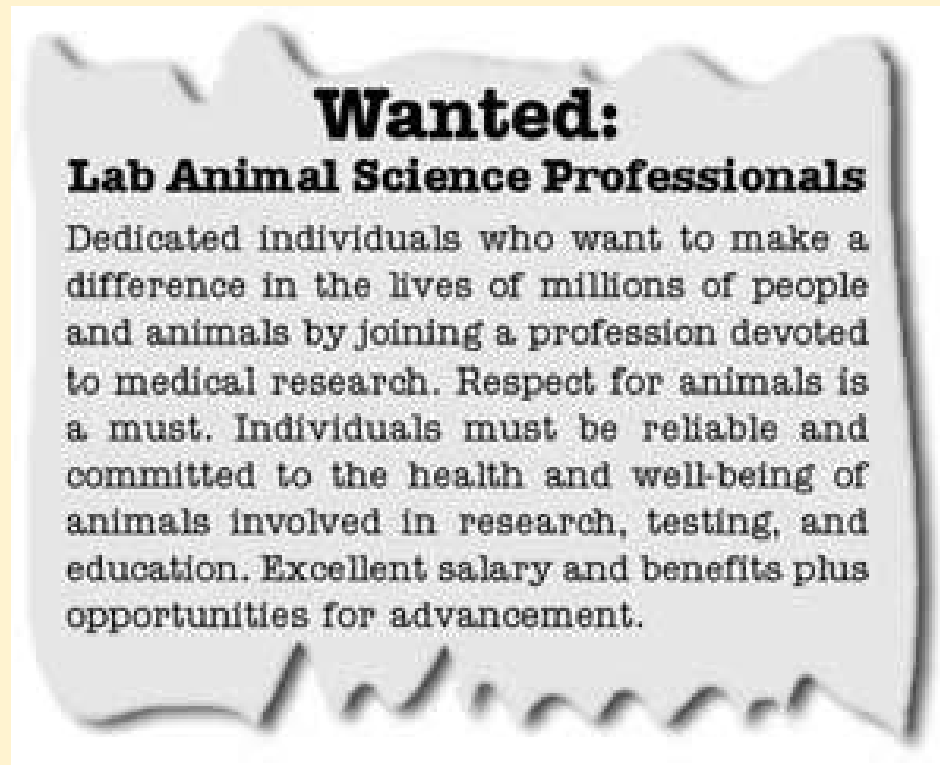 Wanted:
Lab Animal Science Professionals
Dedicated individuals who want to make a
difference in the lives of millions of people
and animals by joining a profession devoted
to medical research. Respect for animals is
a must. Individuals must be reliable and
committed to the health and well-being of
animals involved in research, testing, and
education. Excellent salary and benefits plus
opportunities for advancement.